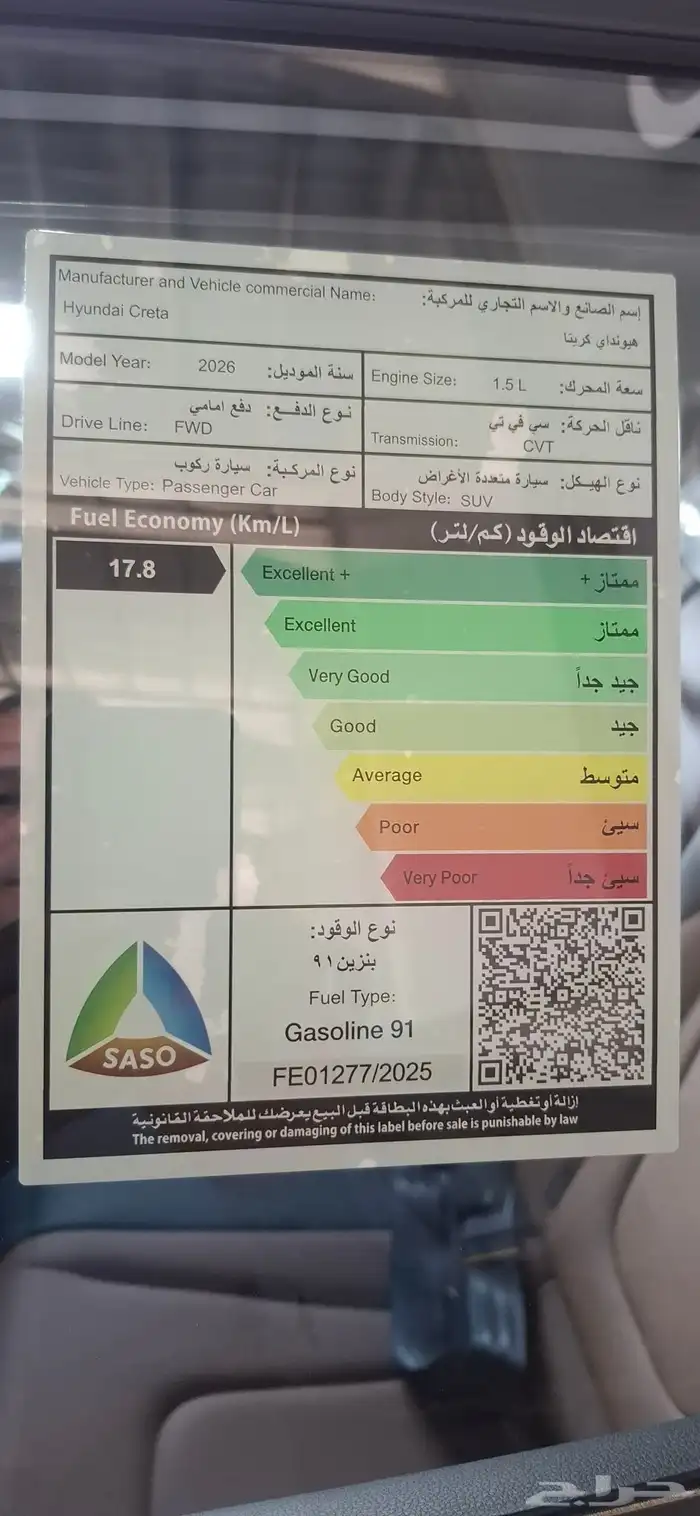 Manufacturer and Vehicle commercial Name: إسم الصانع والاسم التجاري للمركبة:
Hyundai Creta هيونداي كريتا
Model Year: 2026 سنة الموديل:
Engine Size: 1.5 L سعة المحرك:
نوع الدفع: دفع امامي
Drive Line: FWD
ناقل الحركة: سي في تي
Transmission: CVT
نوع المركبة: سيارة ركوب
Vehicle Type: Passenger Car
نوع الهيكل: سيارة متعددة الأغراض
Body Style: SUV
Fuel Economy (Km/L) اقتصاد الوقود (كم/لتر)
17.8
Excellent + ممتاز +
Excellent ممتاز
Very Good جيد جداً
Good جيد
Average متوسط
Poor سيئ
Very Poor سيئ جداً
SASO
نوع الوقود:
بنزين ٩١
Fuel Type:
Gasoline 91
FE01277/2025
إزالة أو تغطية أو العبث بهذه البطاقة قبل البيع يعرضك للملاحقة القانونية
The removal, covering or damaging of this label before sale is punishable by law
حراج